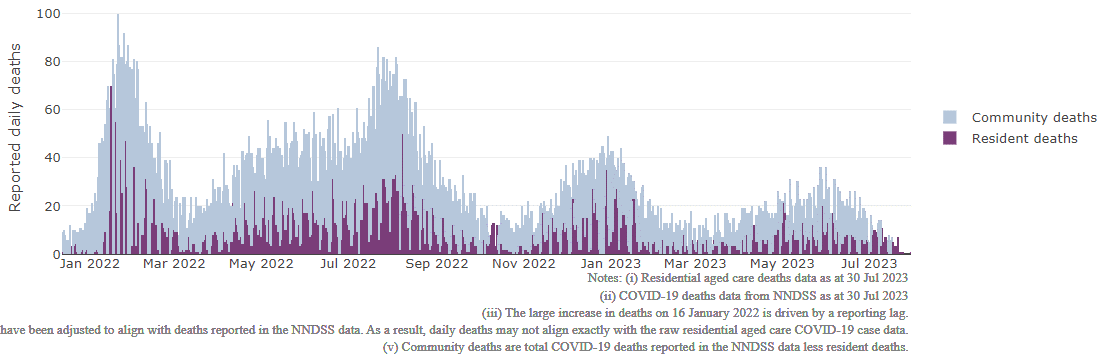 Reported daily deaths
100
80
60
40
20
0
Jan 2022
Mar 2022
May 2022
Jul 2022
Sep 2022
Nov 2022
Jan 2023
Mar 2023
May 2023
Jul 2023
Community deaths
Resident deaths
Notes: (i) Residential aged care deaths data as at 30 Jul 2023
(ii) COVID-19 deaths data from NNDSS as at 30 Jul 2023
(iii) The large increase in deaths on 16 January 2022 is driven by a reporting lag.
have been adjusted to align with deaths reported in the NNDSS data. As a result, daily deaths may not align exactly with the raw residential aged care COVID-19 case data.
(v) Community deaths are total COVID-19 deaths reported in the NNDSS data less resident deaths.